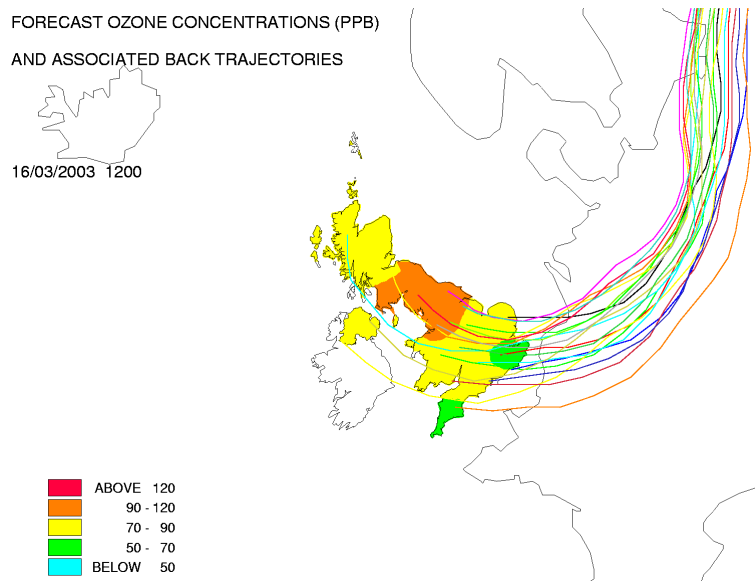 FORECAST OZONE CONCENTRATIONS (PPB)
AND ASSOCIATED BACK TRAJECTORIES
16/03/2003 1200
ABOVE 120
90 - 120
70 - 90
50 - 70
BELOW 50